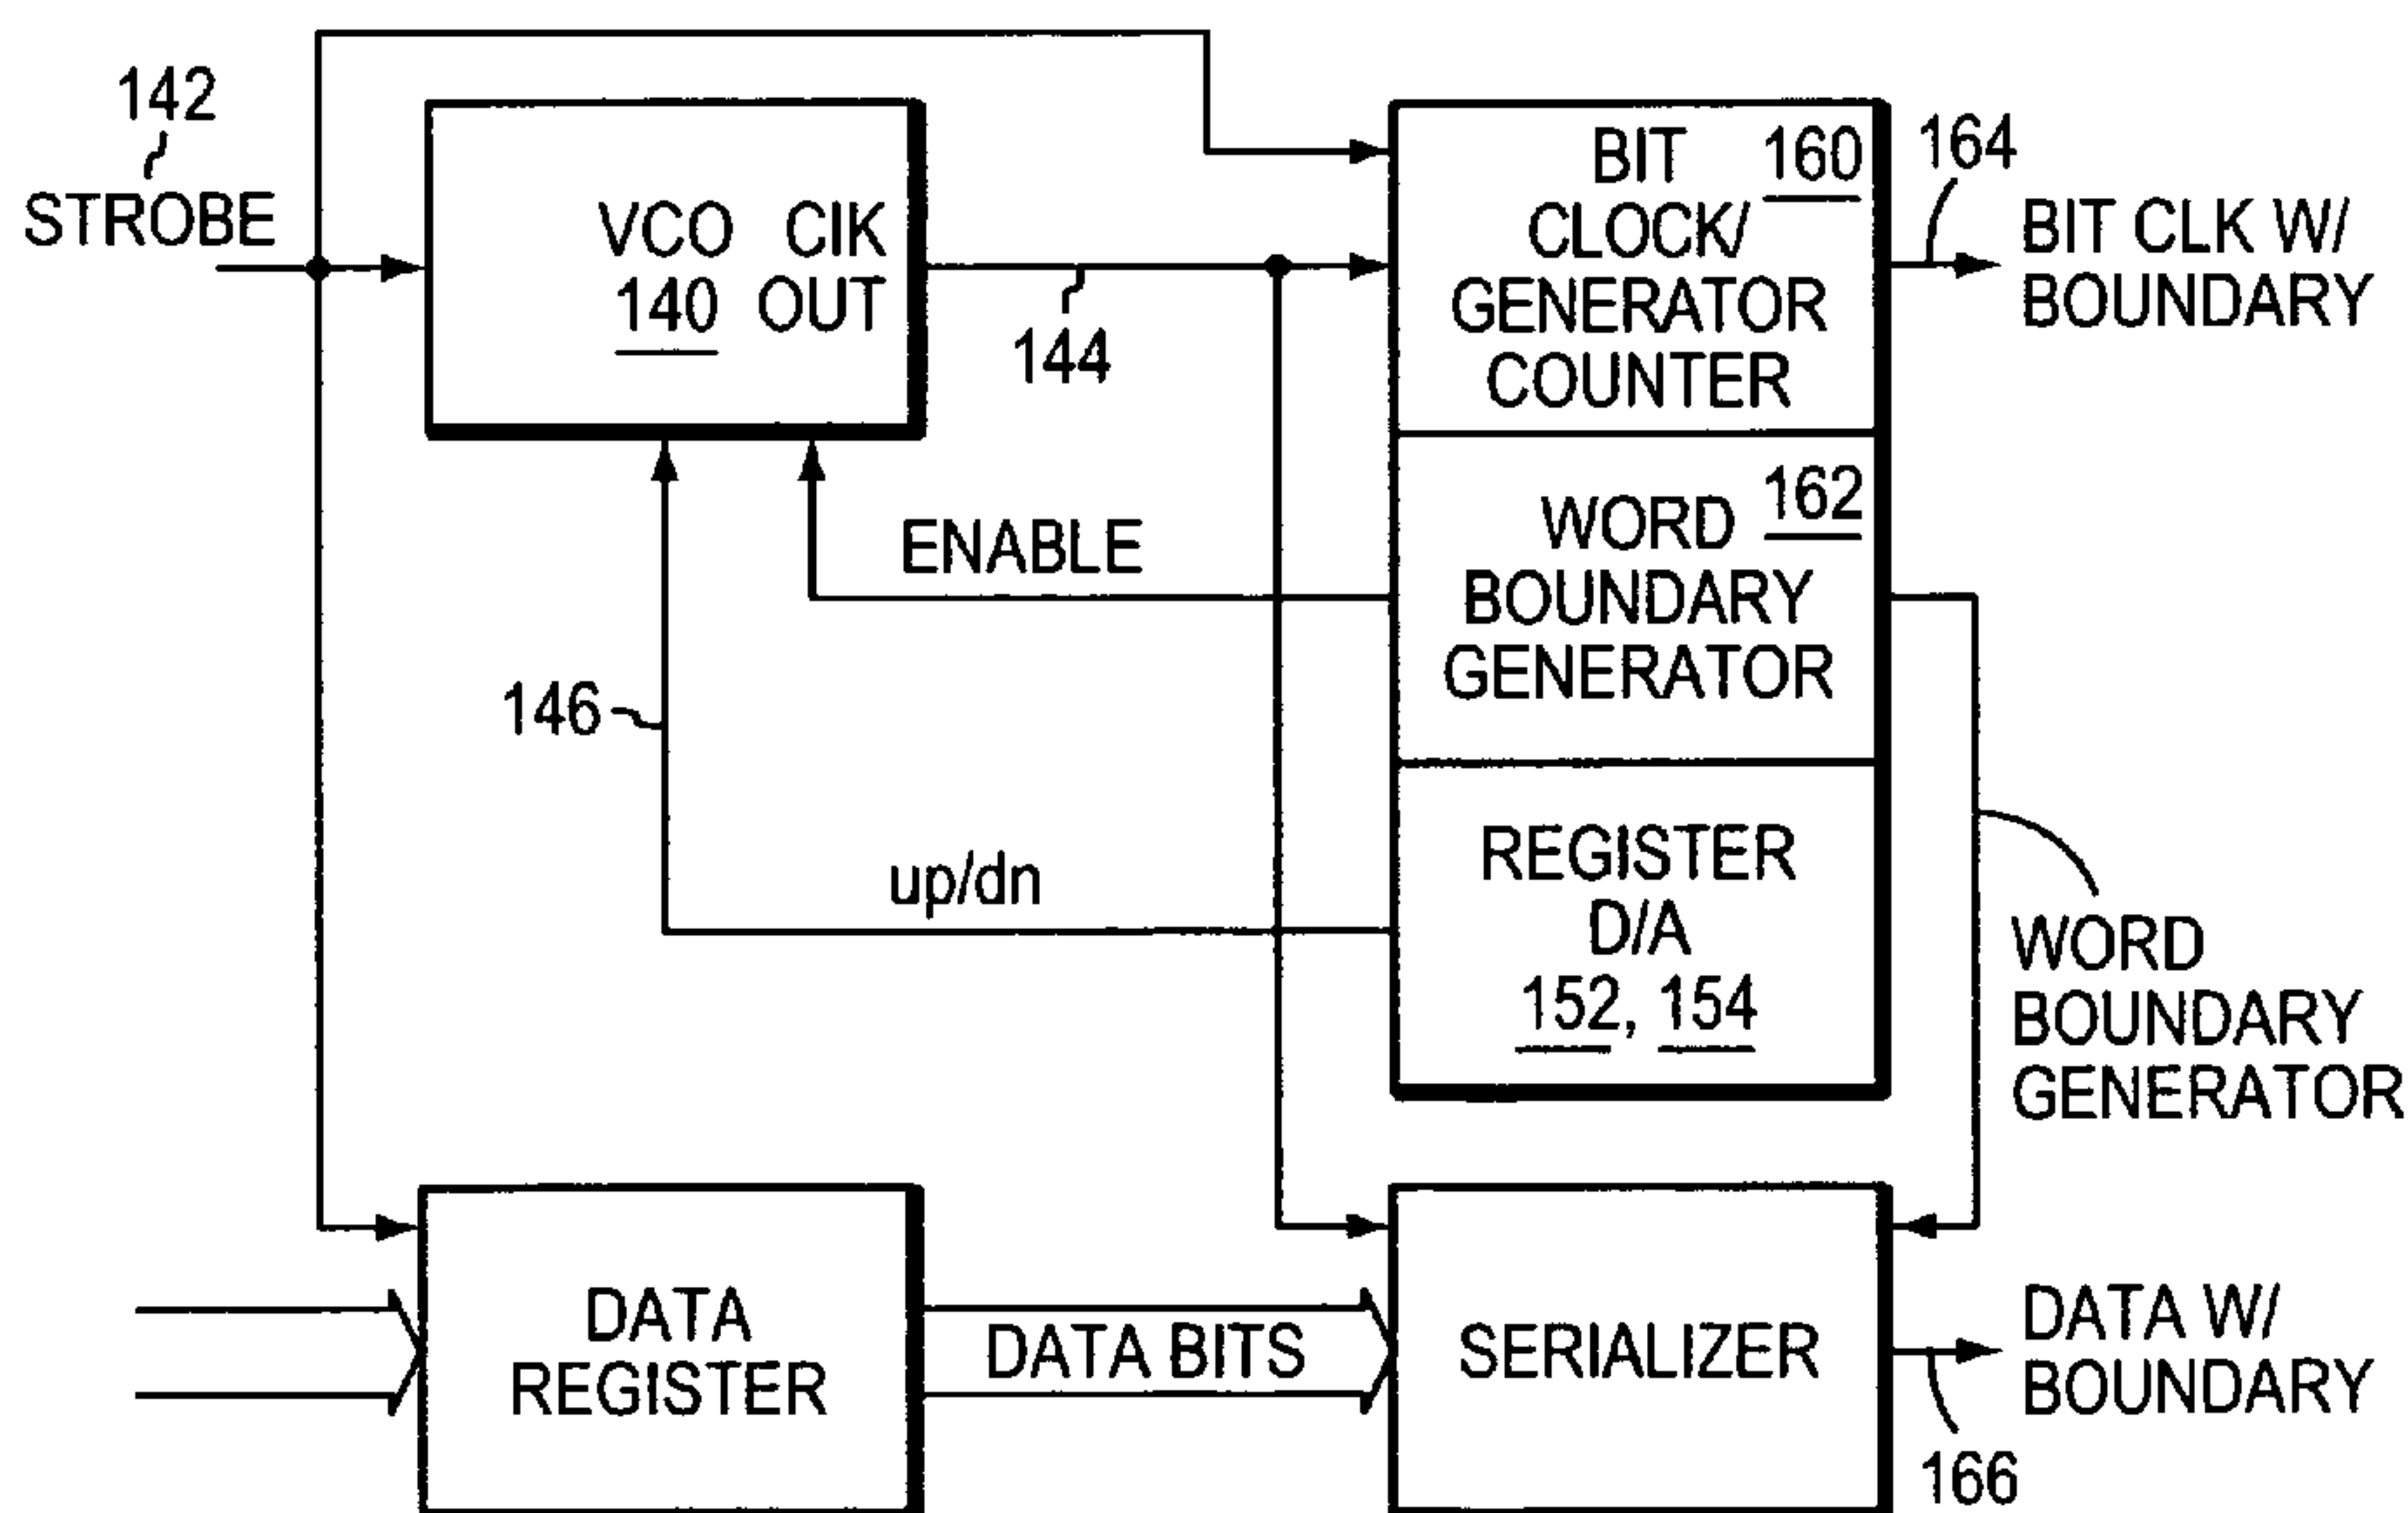 142
STROBE
VCO CIK
140 OUT
144
BIT 160
CLOCK/
GENERATOR
COUNTER
164
BIT CLK W/
BOUNDARY
ENABLE
WORD 162
BOUNDARY
GENERATOR
146
up/dn
REGISTER
D/A
152, 154
WORD
BOUNDARY
GENERATOR
DATA
REGISTER
DATA BITS
SERIALIZER
DATA W/
BOUNDARY
166